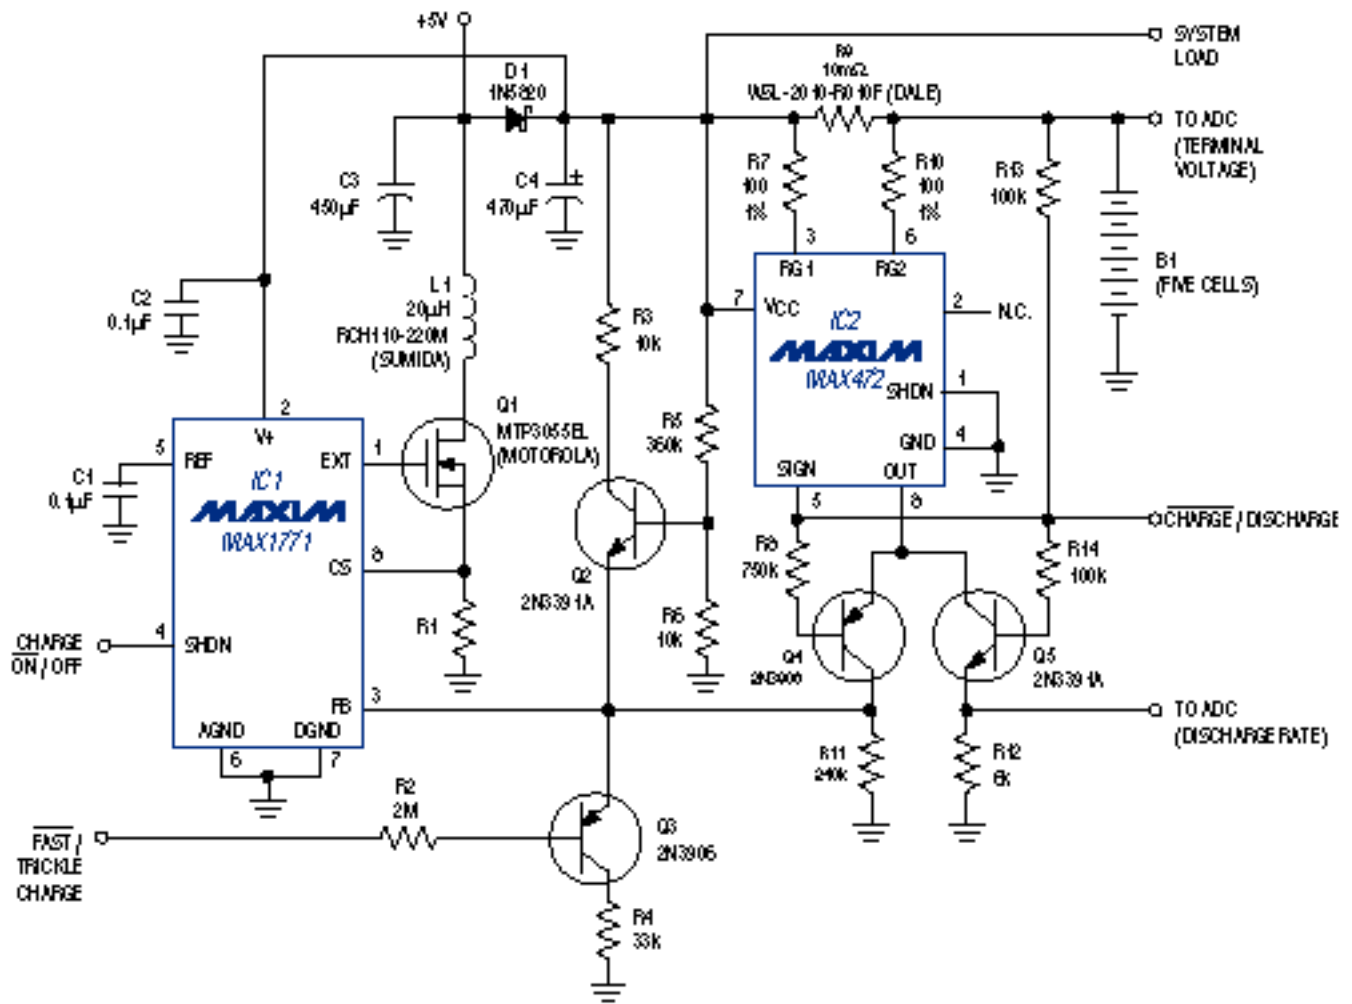 +5V
SYSTEM
LOAD
D1
1N5820
R9
10mΩ
WSL-2010-R010F (DALE)
TO ADC
(TERMINAL
VOLTAGE)
C3
450µF
C4
+
470µF
R7
100
1%
R10
100
1%
R13
100k
3
6
RG1
RG2
B1
(FIVE CELLS)
C2
0.1µF
L1
20µH
RCH110-220M
(SUMIDA)
R3
10k
7
VCC
2
N.C.
IC2
MAXIM
MAX472
SHDN
1
2
V+
Q1
MTP3055EL
(MOTOROLA)
R5
360k
GND
4
5
REF
EXT
1
SIGN
OUT
5
8
C1
0.1µF
IC1
MAXIM
MAX1771
CHARGE / DISCHARGE
CS
8
Q2
2N3391A
R8
750k
R14
100k
R1
R6
10k
CHARGE
ON / OFF
4
SHDN
Q4
2N3906
Q5
2N3391A
FB
3
TO ADC
(DISCHARGE RATE)
AGND
DGND
6
7
R11
240k
R12
6k
R2
2M
FAST /
TRICKLE
CHARGE
Q3
2N3906
R4
33k